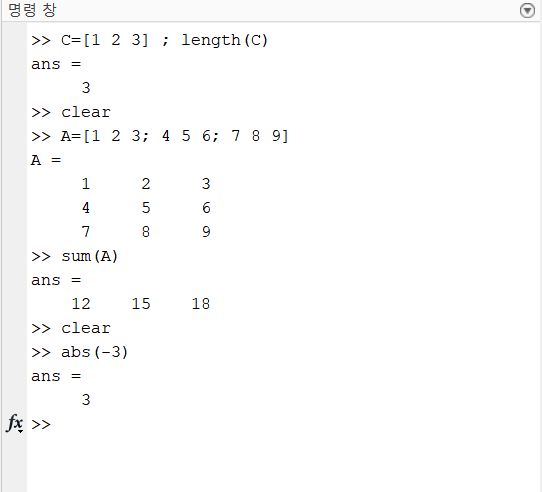 명령 창
>> C=[1 2 3] ; length(C)
ans =
     3
>> clear
>> A=[1 2 3; 4 5 6; 7 8 9]
A =
     1     2     3
     4     5     6
     7     8     9
>> sum(A)
ans =
    12    15    18
>> clear
>> abs(-3)
ans =
     3
fx >>